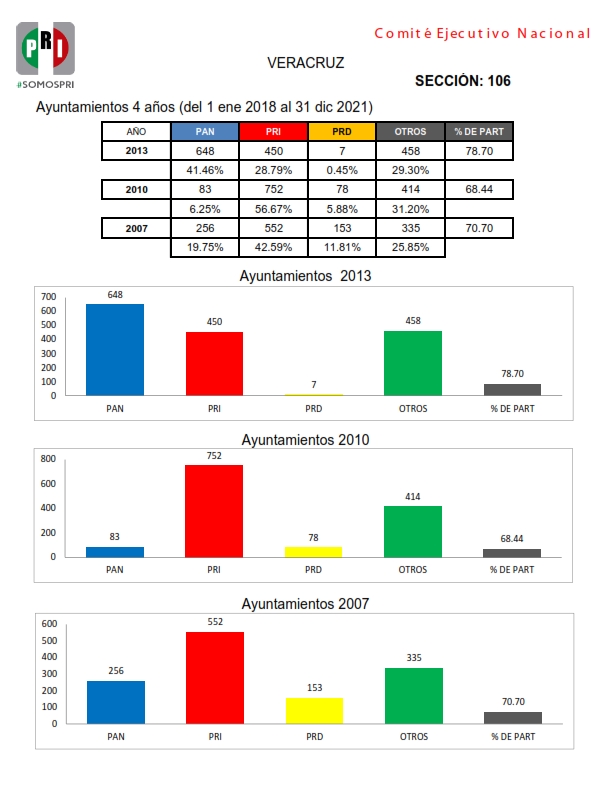 Comité Ejecutivo Nacional
PRI
#SOMOSPRI
VERACRUZ
SECCIÓN: 106
Ayuntamientos 4 años (del 1 ene 2018 al 31 dic 2021)
AÑO PAN PRI PRD OTROS % DE PART
2013 648 450 7 458 78.70
41.46% 28.79% 0.45% 29.30%
2010 83 752 78 414 68.44
6.25% 56.67% 5.88% 31.20%
2007 256 552 153 335 70.70
19.75% 42.59% 11.81% 25.85%
Ayuntamientos 2013
700
600
500
400
300
200
100
0
648
450
7
458
78.70
PAN PRI PRD OTROS % DE PART
Ayuntamientos 2010
800
600
400
200
0
83
752
78
414
68.44
PAN PRI PRD OTROS % DE PART
Ayuntamientos 2007
600
500
400
300
200
100
0
256
552
153
335
70.70
PAN PRI PRD OTROS % DE PART